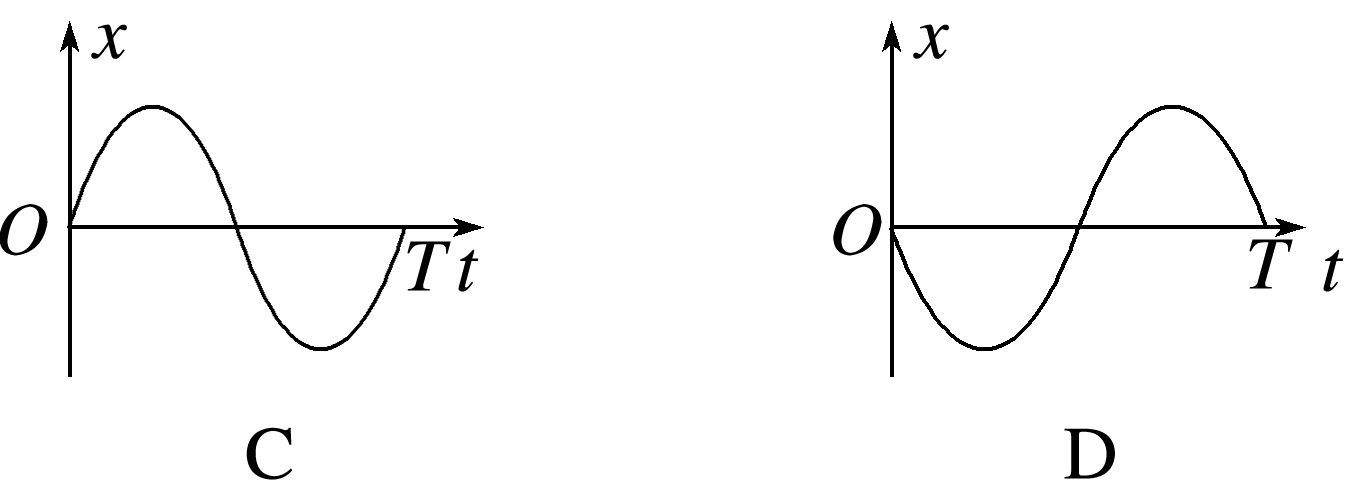 x x
O T t O T t
C D